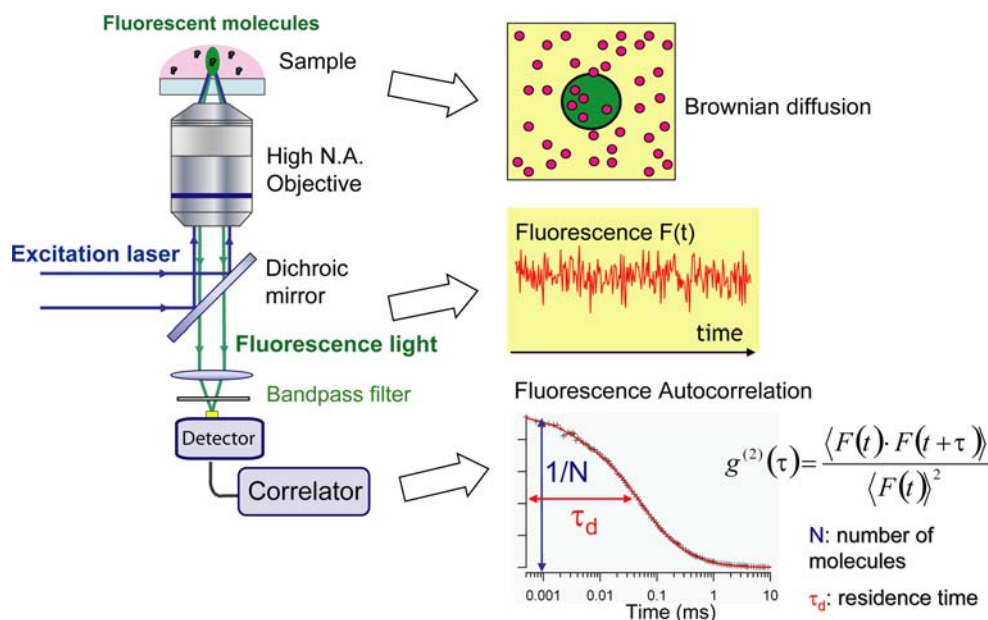 Fluorescent molecules
Sample
Brownian diffusion
High N.A.
Objective
Fluorescence F(t)
Excitation laser
Dichroic
mirror
time
Fluorescence light
Fluorescence Autocorrelation
Bandpass filter
Detector
Correlator
1/N
τd
g⁽²⁾(τ) = ⟨F(t)· F(t + τ)⟩ / ⟨F(t)⟩²
N: number of
molecules
τd: residence time
0.001 0.01 0.1 1 10
Time (ms)